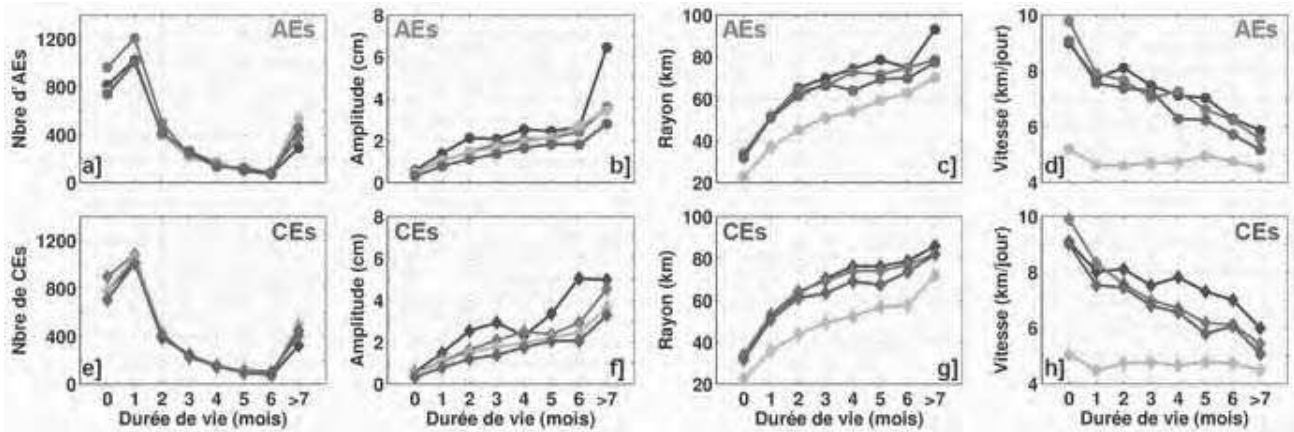 1200
800
400
0
Nbre d'AEs
AEs
a]
8
6
4
2
0
Amplitude (cm)
AEs
b]
100
80
60
40
20
Rayon (km)
AEs
c]
10
8
6
4
Vitesse (km/jour)
AEs
d]
1200
800
400
0
Nbre de CEs
CEs
e]
0 1 2 3 4 5 6 >7
Durée de vie (mois)
8
6
4
2
0
Amplitude (cm)
CEs
f]
0 1 2 3 4 5 6 >7
Durée de vie (mois)
100
80
60
40
20
Rayon (km)
CEs
g]
0 1 2 3 4 5 6 >7
Durée de vie (mois)
10
8
6
4
Vitesse (km/jour)
CEs
h]
0 1 2 3 4 5 6 >7
Durée de vie (mois)